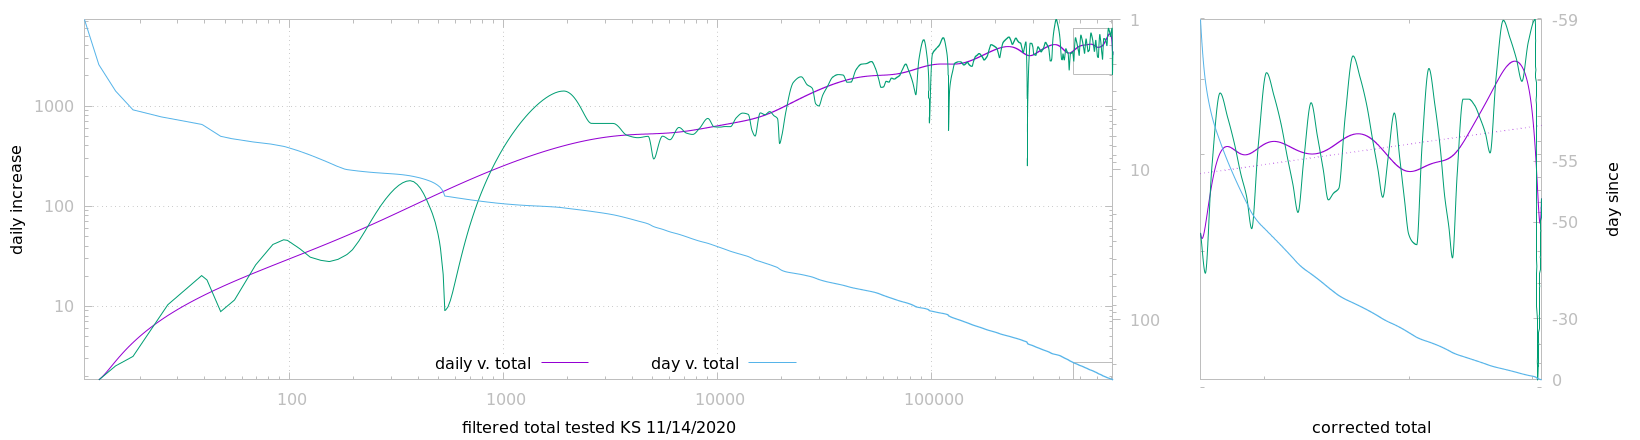 1
-59
1000
10
-55
daily increase
100
-50
day since
10
100
-30
daily v. total
day v. total
0
100
1000
10000
100000
filtered total tested KS 11/14/2020
corrected total